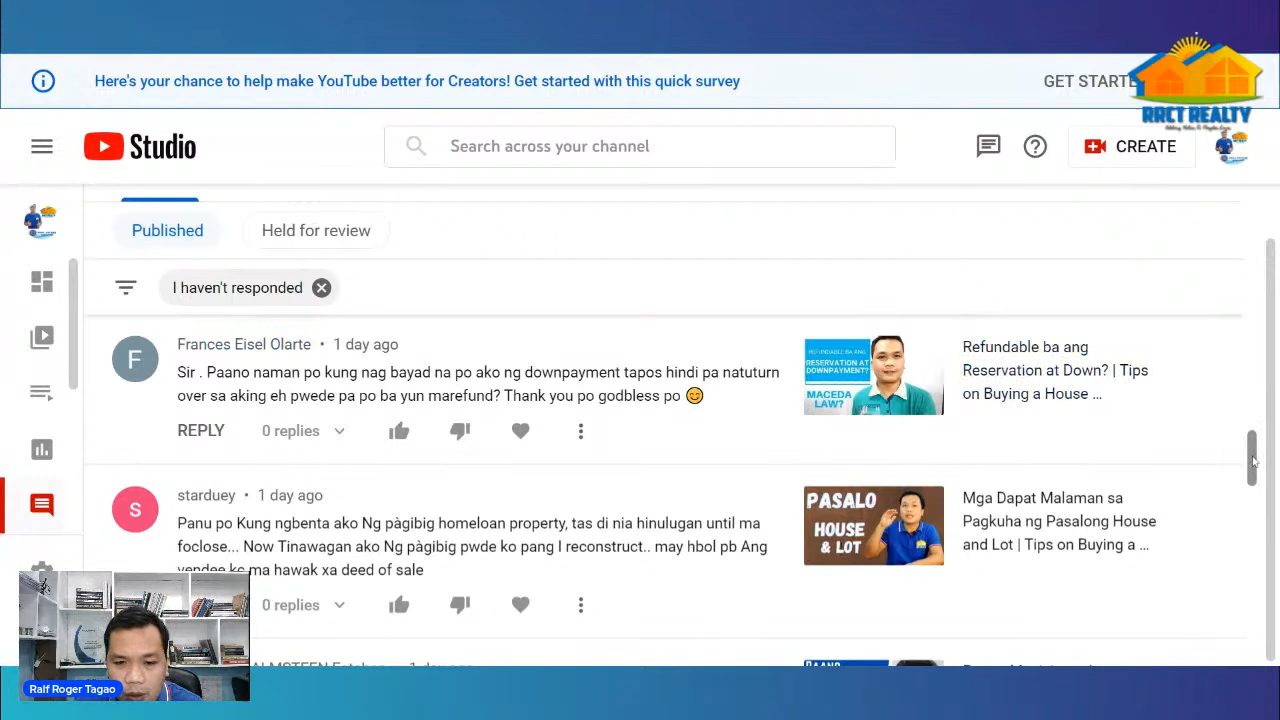 Here's your chance to help make YouTube better for Creators! Get started with this quick survey
GET STARTE
RRCT REALTY
Studio
Search across your channel
CREATE
Published
Held for review
I haven't responded
F
Frances Eisel Olarte • 1 day ago
Sir . Paano naman po kung nag bayad na po ako ng downpayment tapos hindi pa natuturn
over sa aking eh pwede pa po ba yun marefund? Thank you po godbless po 😊
REPLY
0 replies
REFUNDABLE BA ANG
RESERVATION AT
DOWNPAYMENT?
MACEDA
LAW?
Refundable ba ang
Reservation at Down? | Tips
on Buying a House ...
S
starduey • 1 day ago
Panu po Kung ngbenta ako Ng pàgibig homeloan property, tas di nia hinulugan until ma
foclose... Now Tinawagan ako Ng pàgibig pwde ko pang I reconstruct.. may hbol pb Ang
vendee kc ma hawak xa deed of sale
0 replies
PASALO
HOUSE
& LOT
Mga Dapat Malaman sa
Pagkuha ng Pasalong House
and Lot | Tips on Buying a ...
1 day ago
Ralf Roger Tagao